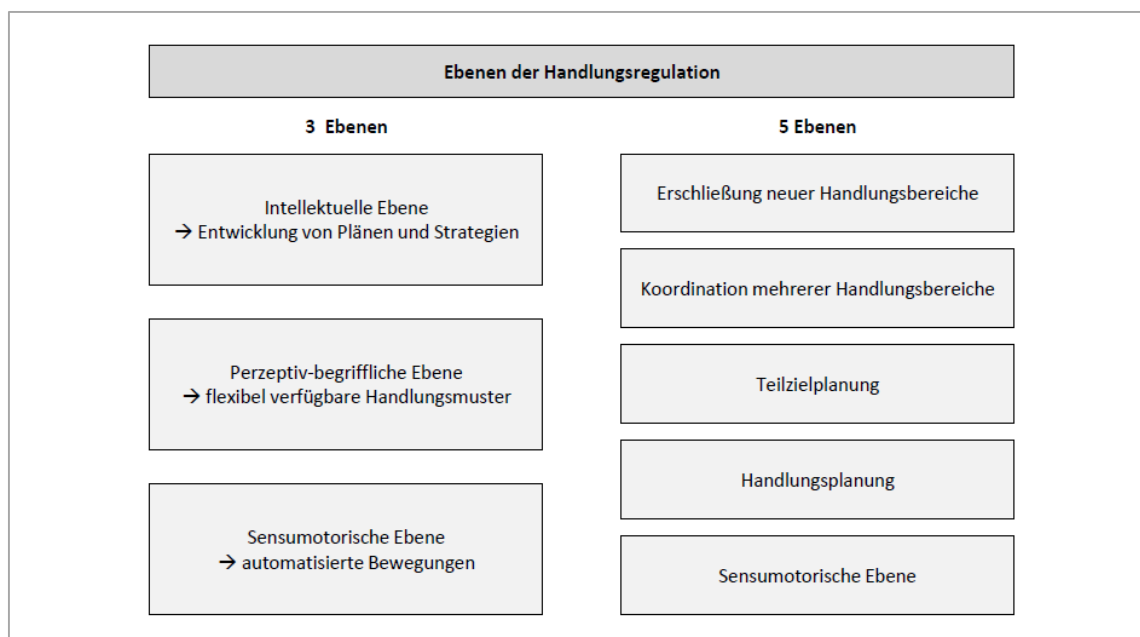 Ebenen der Handlungsregulation
3 Ebenen
Intellektuelle Ebene
→ Entwicklung von Plänen und Strategien
Perzeptiv-begriffliche Ebene
→ flexibel verfügbare Handlungsmuster
Sensumotorische Ebene
→ automatisierte Bewegungen
5 Ebenen
Erschließung neuer Handlungsbereiche
Koordination mehrerer Handlungsbereiche
Teilzielplanung
Handlungsplanung
Sensumotorische Ebene